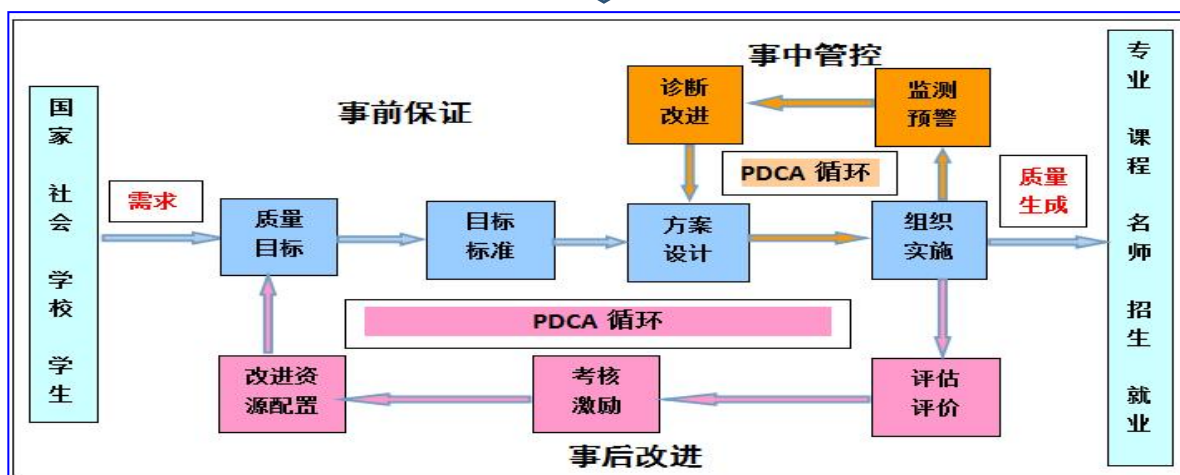 国家 社会 学校 学生
需求
事前保证
质量
目标
目标
标准
事中管控
诊断
改进
监测
预警
PDCA 循环
方案
设计
组织
实施
质量
生成
PDCA 循环
改进资
源配置
考核
激励
评估
评价
事后改进
专业 课程 名师 招生 就业